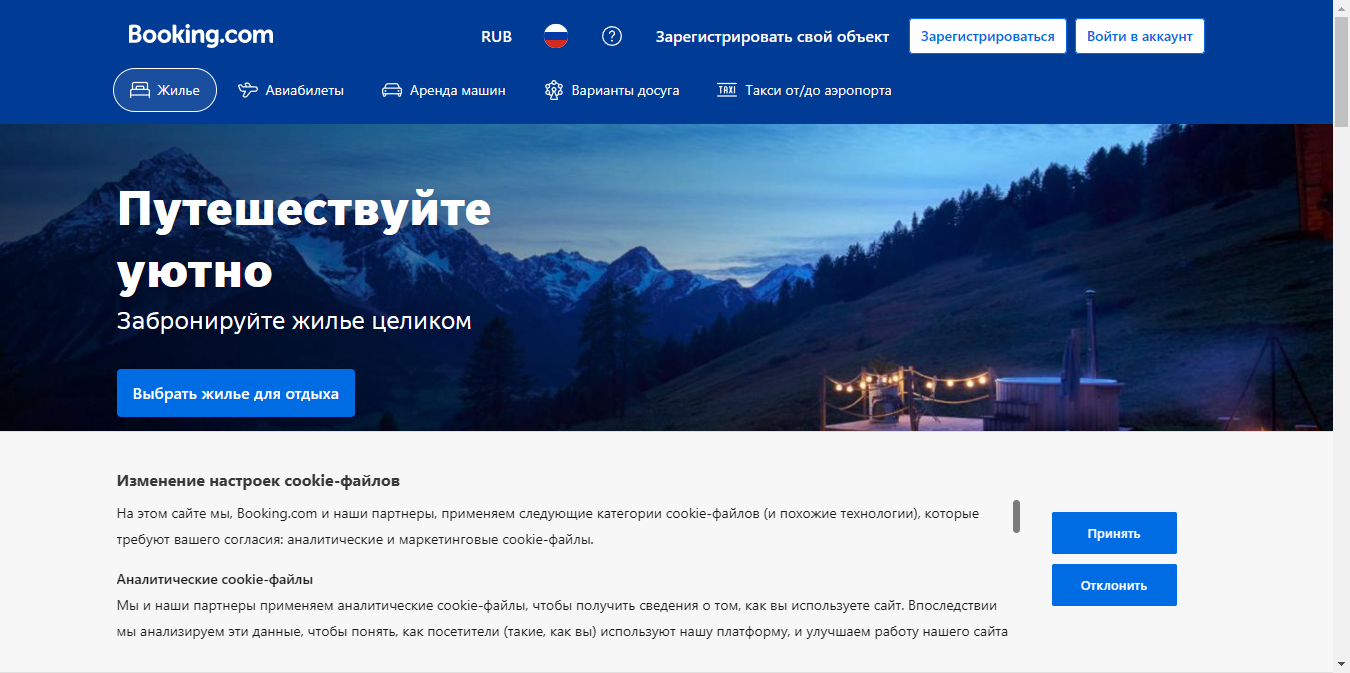 Booking.com
RUB
Зарегистрировать свой объект
Зарегистрироваться
Войти в аккаунт
Жилье
Авиабилеты
Аренда машин
Варианты досуга
TAXI
Такси от/до аэропорта
Путешествуйте
уютно
Забронируйте жилье целиком
Выбрать жилье для отдыха
Изменение настроек cookie-файлов
На этом сайте мы, Booking.com и наши партнеры, применяем следующие категории cookie-файлов (и похожие технологии), которые
требуют вашего согласия: аналитические и маркетинговые cookie-файлы.
Принять
Аналитические cookie-файлы
Отклонить
Мы и наши партнеры применяем аналитические cookie-файлы, чтобы получить сведения о том, как вы используете сайт. Впоследствии
мы анализируем эти данные, чтобы понять, как посетители (такие, как вы) используют нашу платформу, и улучшаем работу нашего сайта